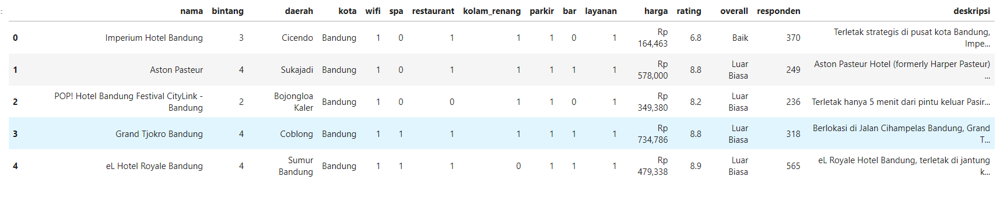 nama bintang daerah kota wifi spa restaurant kolam_renang parkir bar layanan harga rating overall responden deskripsi
0 Imperium Hotel Bandung 3 Cicendo Bandung 1 0 1 1 1 0 1 Rp 164,463 6.8 Baik 370 Terletak strategis di pusat kota Bandung, Impe...
1 Aston Pasteur 4 Sukajadi Bandung 1 0 1 1 1 1 1 Rp 578,000 8.8 Luar Biasa 249 Aston Pasteur Hotel (formerly Harper Pasteur) ...
2 POP! Hotel Bandung Festival CityLink - Bandung 2 Bojongloa Kaler Bandung 1 0 0 1 1 0 1 Rp 349,380 8.2 Luar Biasa 236 Terletak hanya 5 menit dari pintu keluar Pasir...
3 Grand Tjokro Bandung 4 Coblong Bandung 1 1 1 1 1 1 1 Rp 734,786 8.8 Luar Biasa 318 Berlokasi di Jalan Cihampelas Bandung, Grand T...
4 eL Hotel Royale Bandung 4 Sumur Bandung Bandung 1 1 1 0 1 1 1 Rp 479,338 8.9 Luar Biasa 565 eL Royale Hotel Bandung, terletak di jantung k...